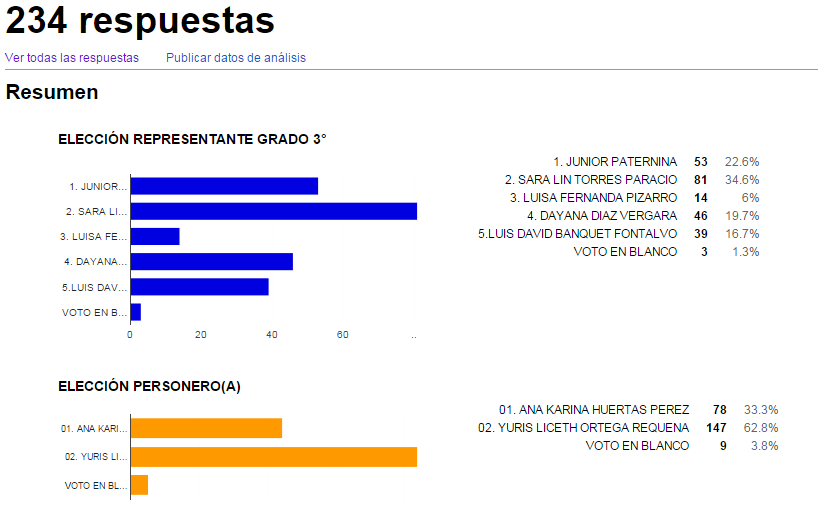 234 respuestas
Ver todas las respuestas Publicar datos de análisis
Resumen
ELECCIÓN REPRESENTANTE GRADO 3°
1. JUNIOR...
2. SARA LI...
3. LUISA FE...
4. DAYANA...
5.LUIS DAV...
VOTO EN B...
0 20 40 60 ..
1. JUNIOR PATERNINA 53 22.6%
2. SARA LIN TORRES PARACIO 81 34.6%
3. LUISA FERNANDA PIZARRO 14 6%
4. DAYANA DIAZ VERGARA 46 19.7%
5.LUIS DAVID BANQUET FONTALVO 39 16.7%
VOTO EN BLANCO 3 1.3%
ELECCIÓN PERSONERO(A)
01. ANA KARI...
02. YURIS LI...
VOTO EN BL...
01. ANA KARINA HUERTAS PEREZ 78 33.3%
02. YURIS LICETH ORTEGA REQUENA 147 62.8%
VOTO EN BLANCO 9 3.8%